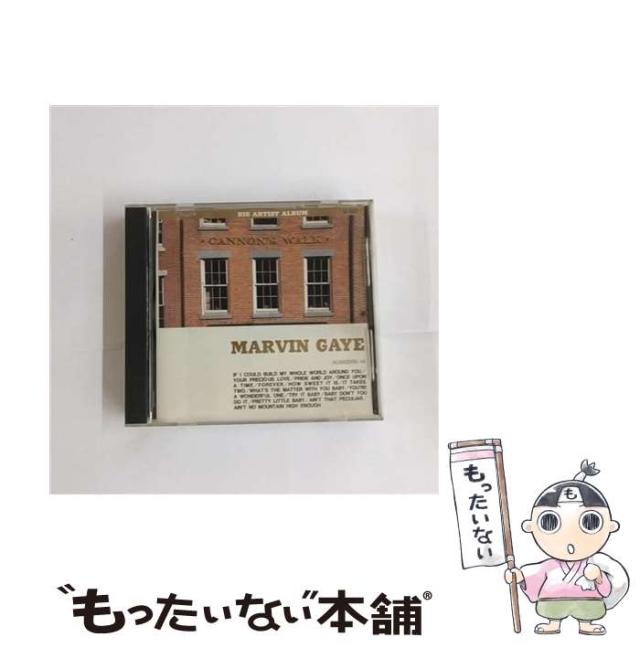 BIG ARTIST ALBUM
CANNON'S WALK
MARVIN GAYE
IF I COULD BUILD MY WHOLE WORLD AROUND YOU/
YOUR PRECIOUS LOVE/PRIDE AND JOY/ONCE UPON
A TIME/FOREVER/HOW SWEET IT IS/IT TAKES
TWO/WHAT'S THE MATTER WITH YOU BABY/YOU'RE
A WONDERFUL ONE/TRY IT BABY/BABY DON'T YOU
DO IT/PRETTY LITTLE BABY/AIN'T THAT PECULIAR/
AIN'T NO MOUNTAIN HIGH ENOUGH
もったいない
も
"もったいない"本舗®